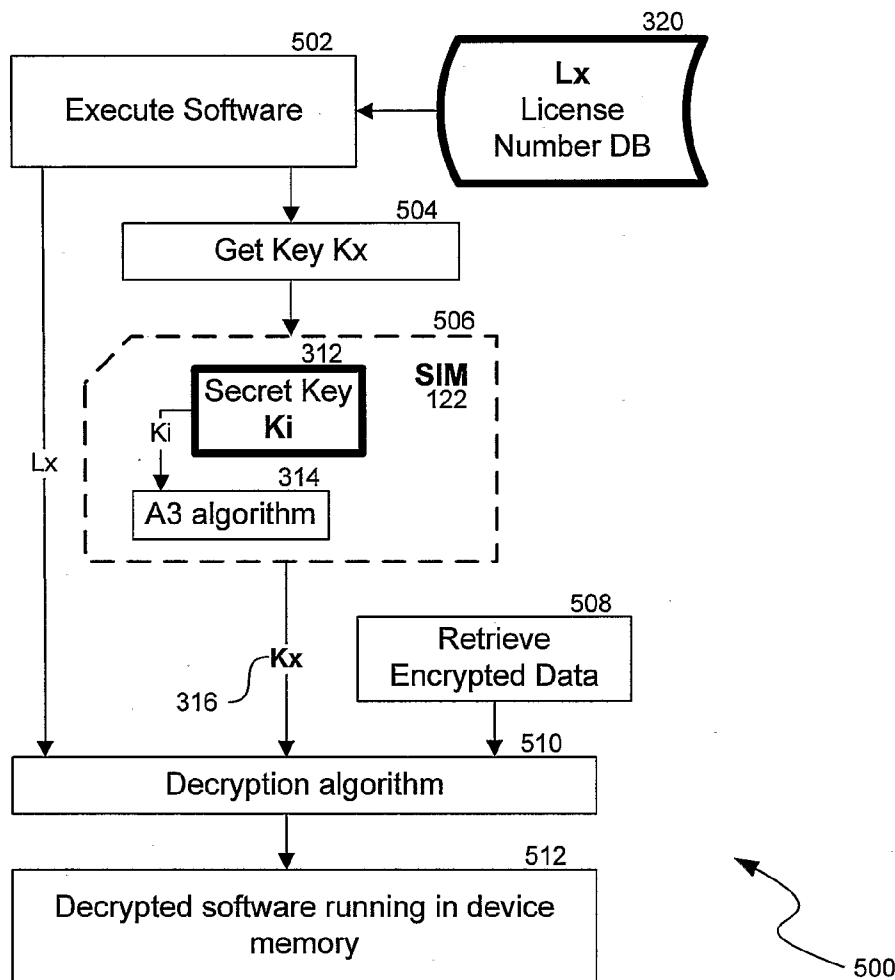 502
Execute Software
320
Lx
License
Number DB
504
Get Key Kx
506
312
Secret Key
Ki
SIM
122
Ki
314
A3 algorithm
Lx
508
Retrieve
Encrypted Data
Kx
316
510
Decryption algorithm
512
Decrypted software running in device
memory
500